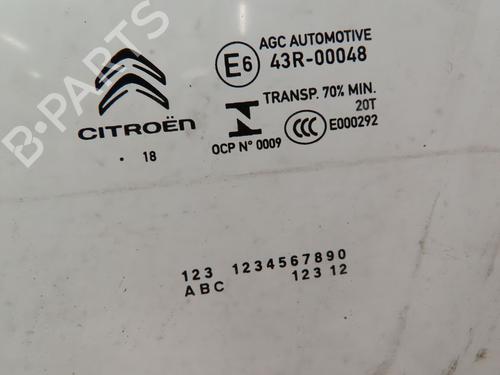 AGC AUTOMOTIVE
E6 43R-00048
TRANSP. 70% MIN.
20T
CITROËN
CCC E000292
OCP N° 0009
. 18
123 1234567890
ABC 123 12